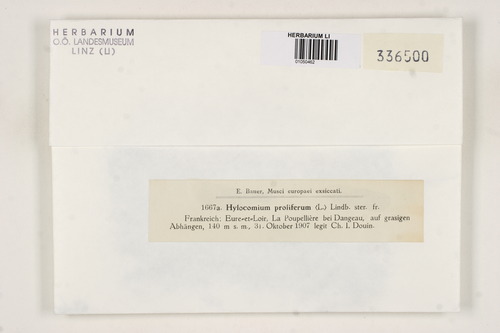 HERBARIUM
O.Ö. LANDESMUSEUM
LINZ (LI)
HERBARIUM LI
336500
E. Bauer, Musci europaei exsiccati.
1667a. Hylocomium proliferum (L.) Lindb. ster. fr.
Frankreich: Eure-et-Loir, La Poupellière bei Dangeau, auf grasigen
Abhängen, 140 m s. m., 31. Oktober 1907 legit Ch. I. Douin.